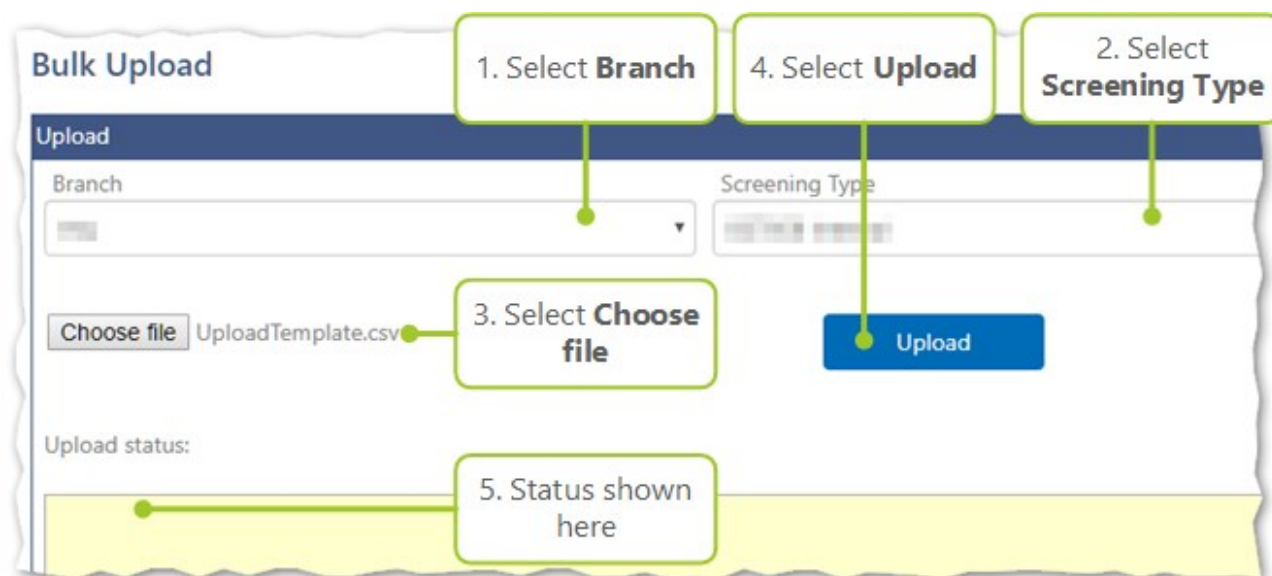 Bulk Upload
1. Select Branch
4. Select Upload
2. Select
Screening Type
Upload
Branch
Screening Type
3. Select Choose
file
Choose file UploadTemplate.csv
Upload
Upload status:
5. Status shown
here